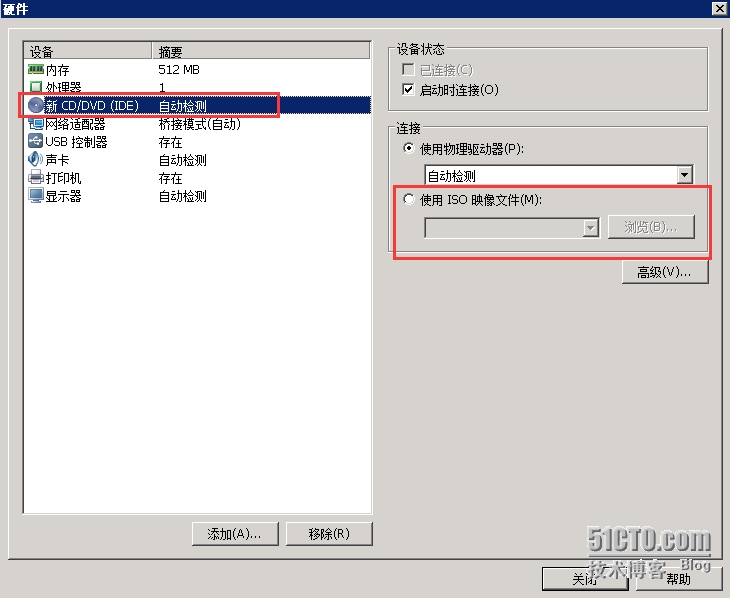 硬件
设备 摘要
内存 512 MB
处理器 1
新 CD/DVD (IDE) 自动检测
网络适配器 桥接模式(自动)
USB 控制器 存在
声卡 自动检测
打印机 存在
显示器 自动检测
添加(A)... 移除(R)
设备状态
已连接(C)
启动时连接(O)
连接
使用物理驱动器(P):
自动检测
使用 ISO 映像文件(M):
浏览(B)...
高级(V)...
关闭 帮助
51CTO.com
技术博客 Blog